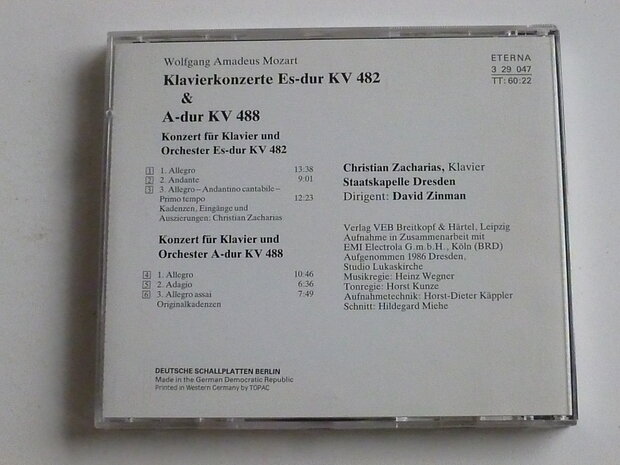 Wolfgang Amadeus Mozart
Klavierkonzerte Es-dur KV 482
&
A-dur KV 488
ETERNA
3 29 047
TT: 60:22
Konzert für Klavier und
Orchester Es-dur KV 482
1 1. Allegro 13:38
2 2. Andante 9:01
3 3. Allegro – Andantino cantabile –
Primo tempo 12:23
Kadenzen, Eingänge und
Auszierungen: Christian Zacharias
Konzert für Klavier und
Orchester A-dur KV 488
4 1. Allegro 10:46
5 2. Adagio 6:36
6 3. Allegro assai 7:49
Originalkadenzen
Christian Zacharias, Klavier
Staatskapelle Dresden
Dirigent: David Zinman
Verlag VEB Breitkopf & Härtel, Leipzig
Aufnahme in Zusammenarbeit mit
EMI Electrola G.m.b.H., Köln (BRD)
Aufgenommen 1986 Dresden,
Studio Lukaskirche
Musikregie: Heinz Wegner
Tonregie: Horst Kunze
Aufnahmetechnik: Horst-Dieter Käppler
Schnitt: Hildegard Miehe
DEUTSCHE SCHALLPLATTEN BERLIN
Made in the German Democratic Republic
Printed in Western Germany by TOPAC